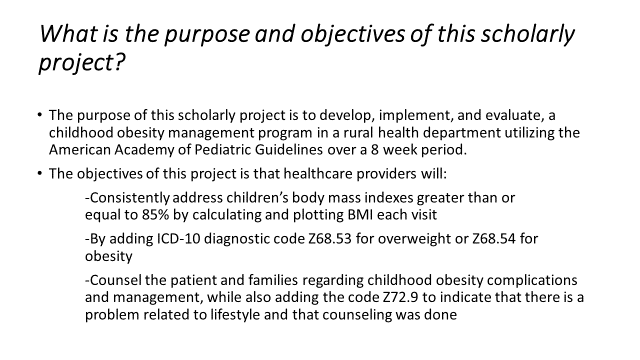 What is the purpose and objectives of this scholarly
project?
• The purpose of this scholarly project is to develop, implement, and evaluate, a
childhood obesity management program in a rural health department utilizing the
American Academy of Pediatric Guidelines over a 8 week period.
• The objectives of this project is that healthcare providers will:
-Consistently address children’s body mass indexes greater than or
equal to 85% by calculating and plotting BMI each visit
-By adding ICD-10 diagnostic code Z68.53 for overweight or Z68.54 for
obesity
-Counsel the patient and families regarding childhood obesity complications
and management, while also adding the code Z72.9 to indicate that there is a
problem related to lifestyle and that counseling was done